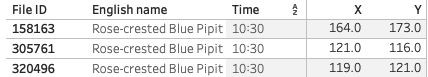 File ID English name Time A Z X Y
158163 Rose-crested Blue Pipit 10:30 164.0 173.0
305761 Rose-crested Blue Pipit 10:30 121.0 116.0
320496 Rose-crested Blue Pipit 10:30 119.0 121.0